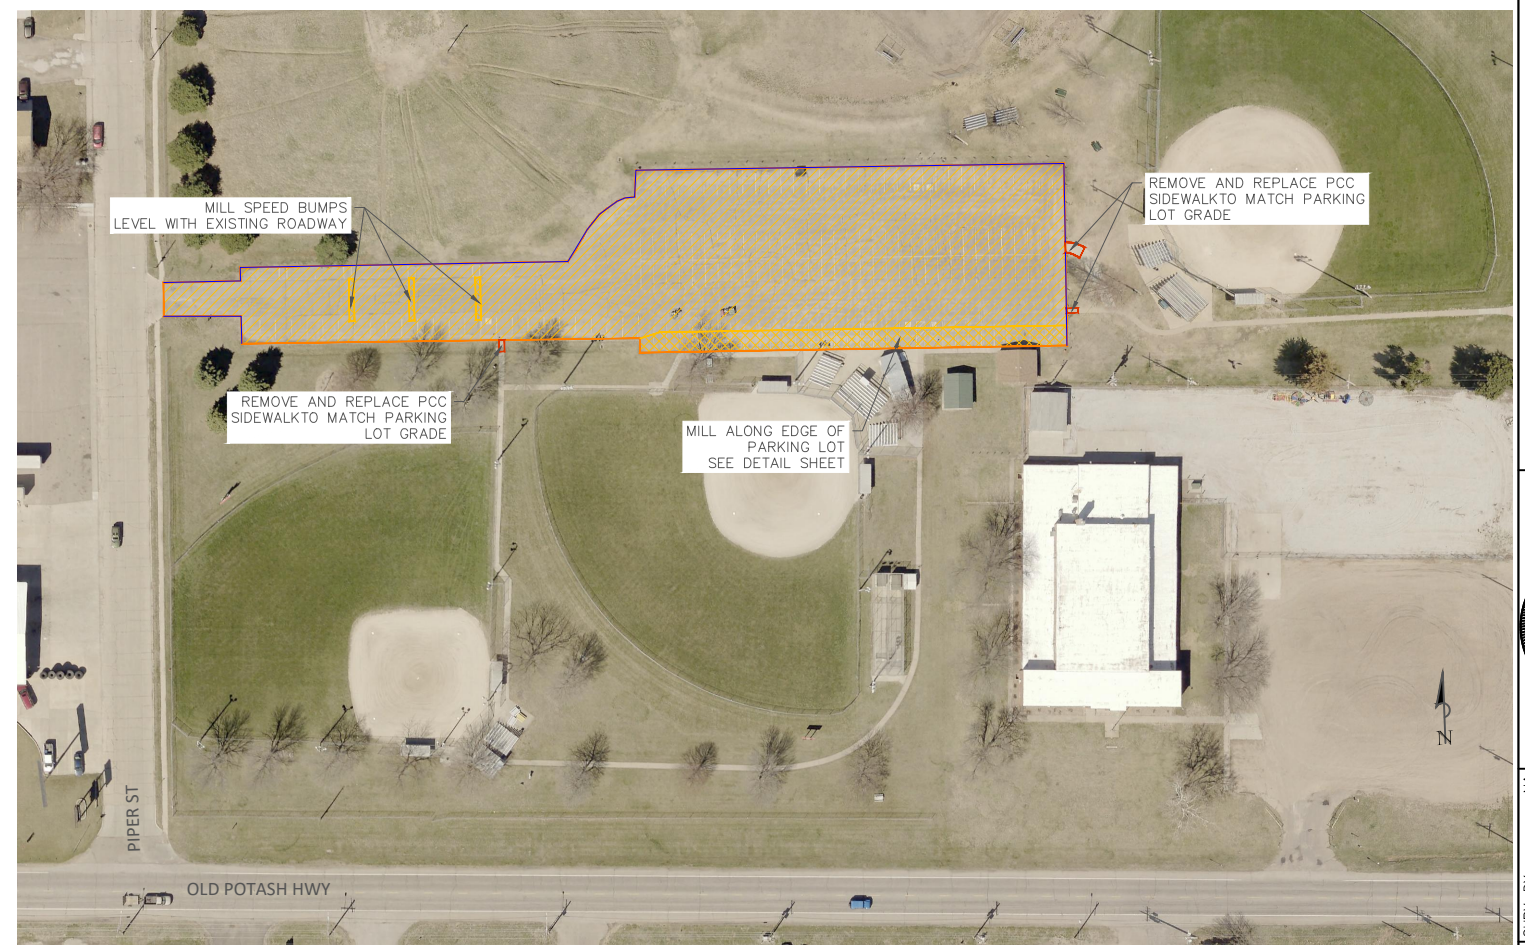 MILL SPEED BUMPS
LEVEL WITH EXISTING ROADWAY
REMOVE AND REPLACE PCC
SIDEWALKTO MATCH PARKING
LOT GRADE
REMOVE AND REPLACE PCC
SIDEWALKTO MATCH PARKING
LOT GRADE
MILL ALONG EDGE OF
PARKING LOT
SEE DETAIL SHEET
N
PIPER ST
OLD POTASH HWY